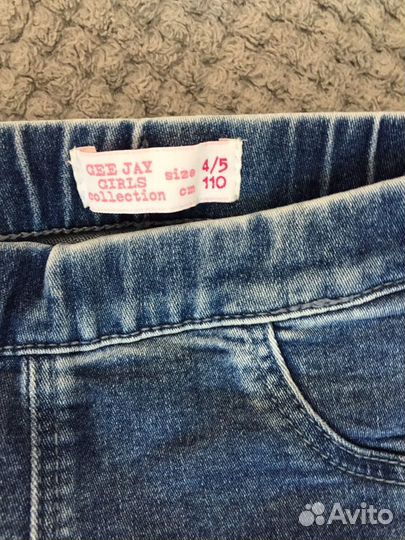 GEE JAY
GIRLS
collection
size 4/5
cm 110
Avito